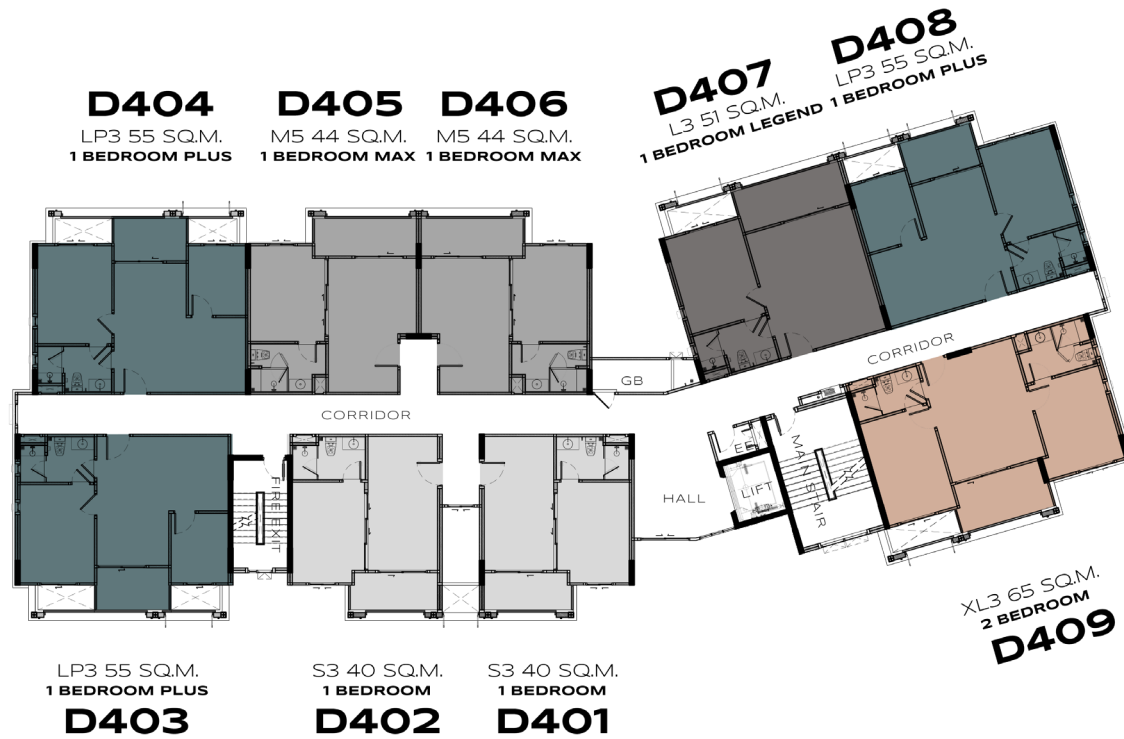 D404
LP3 55 SQ.M.
1 BEDROOM PLUS
D405
M5 44 SQ.M.
1 BEDROOM MAX
D406
M5 44 SQ.M.
1 BEDROOM MAX
D407
L3 51 SQ.M.
1 BEDROOM LEGEND
D408
LP3 55 SQ.M.
1 BEDROOM PLUS
GB
CORRIDOR
CORRIDOR
FIRE EXIT
HALL
EE
LIFT
MAIN STAIR
LP3 55 SQ.M.
1 BEDROOM PLUS
D403
S3 40 SQ.M.
1 BEDROOM
D402
S3 40 SQ.M.
1 BEDROOM
D401
XL3 65 SQ.M.
2 BEDROOM
D409